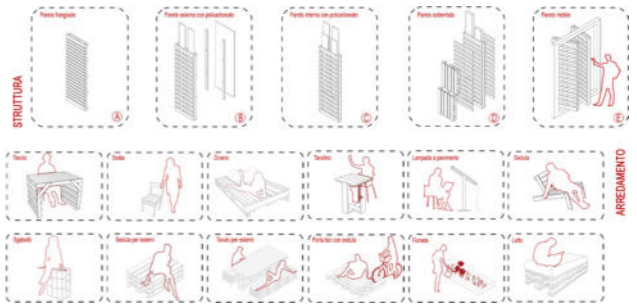 Parete frangisole
Parete esterna con policarbonato
Parete interna con policarbonato
Parete sostenitale
Parete mobile
STRUTTURA
A
B
C
D
E
Tavolo
Sedia
Divano
Tavolino
Lampada a pavimento
Seduta
ARREDAMENTO
Sgabello
Seduta per esterni
Tavolo per esterni
Porta bici con seduta
Fioriera
Letto